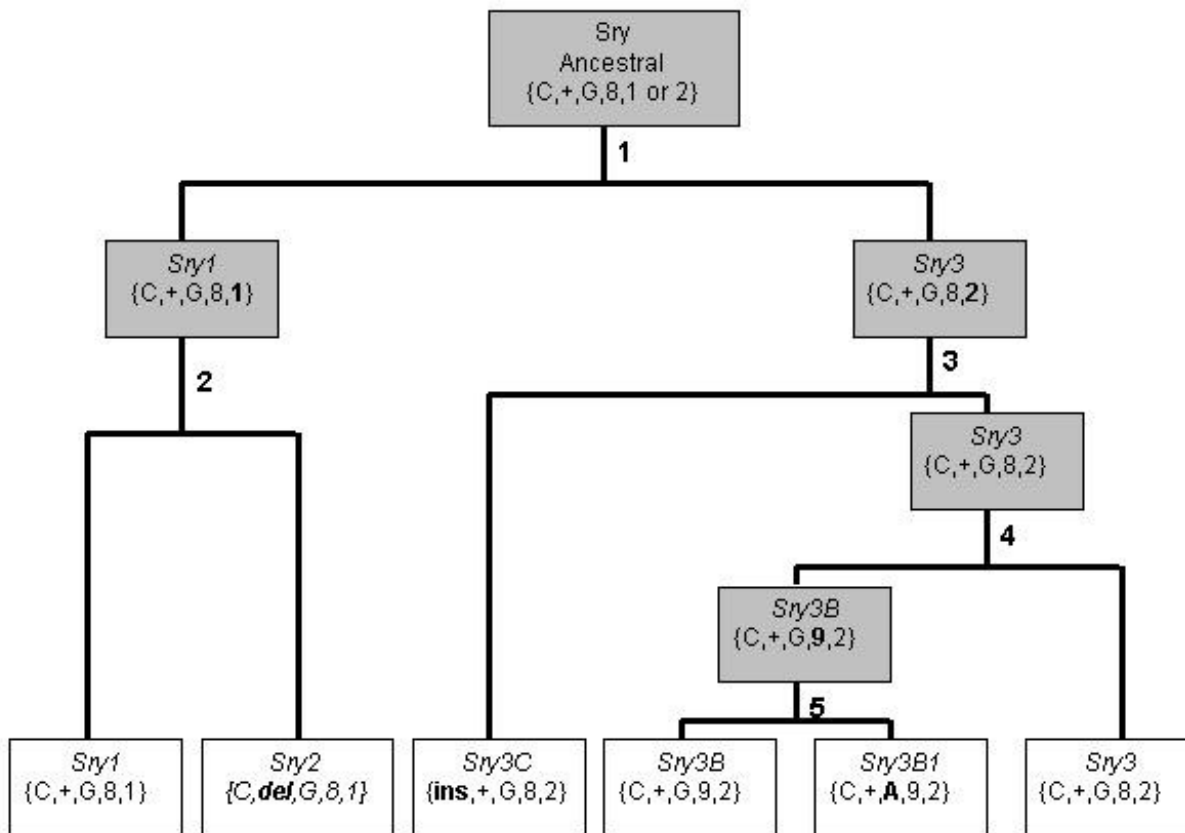 Sry
Ancestral
{C,+,G,8,1 or 2}
1
Sry1
{C,+,G,8,1}
Sry3
{C,+,G,8,2}
2
3
Sry3
{C,+,G,8,2}
4
Sry3B
{C,+,G,9,2}
5
Sry1
{C,+,G,8,1}
Sry2
{C,del,G,8,1}
Sry3C
{ins,+,G,8,2}
Sry3B
{C,+,G,9,2}
Sry3B1
{C,+,A,9,2}
Sry3
{C,+,G,8,2}